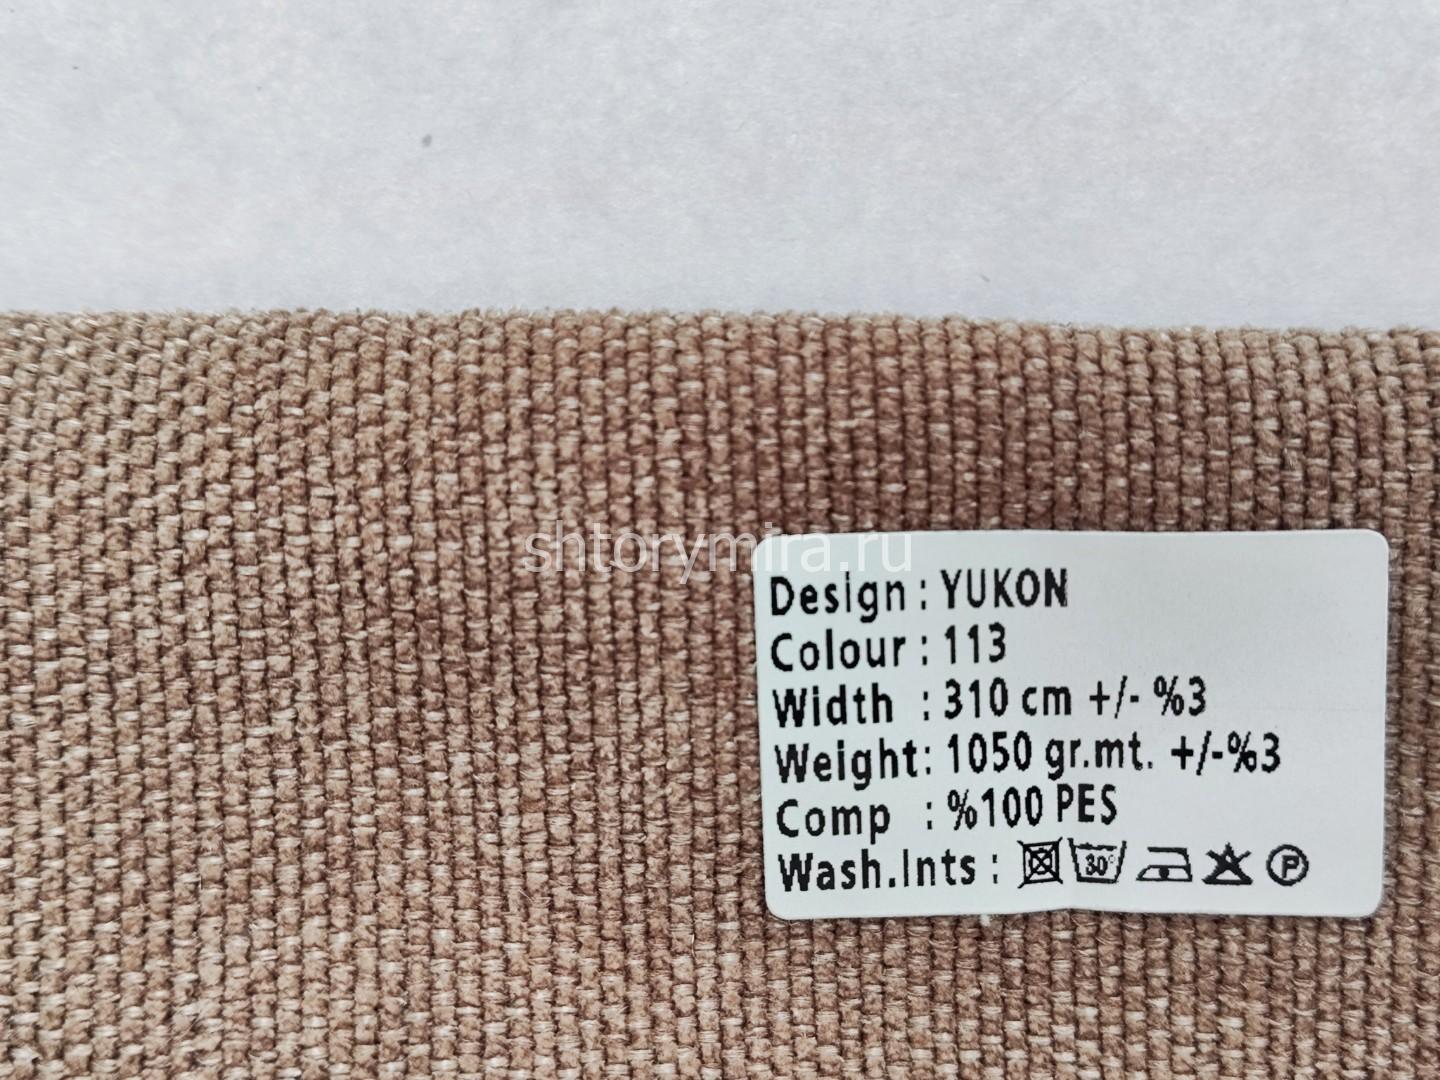 shtorymira.ru
Design : YUKON
Colour : 113
Width : 310 cm +/- %3
Weight: 1050 gr.mt. +/-%3
Comp : %100 PES
Wash.Ints : 30° P